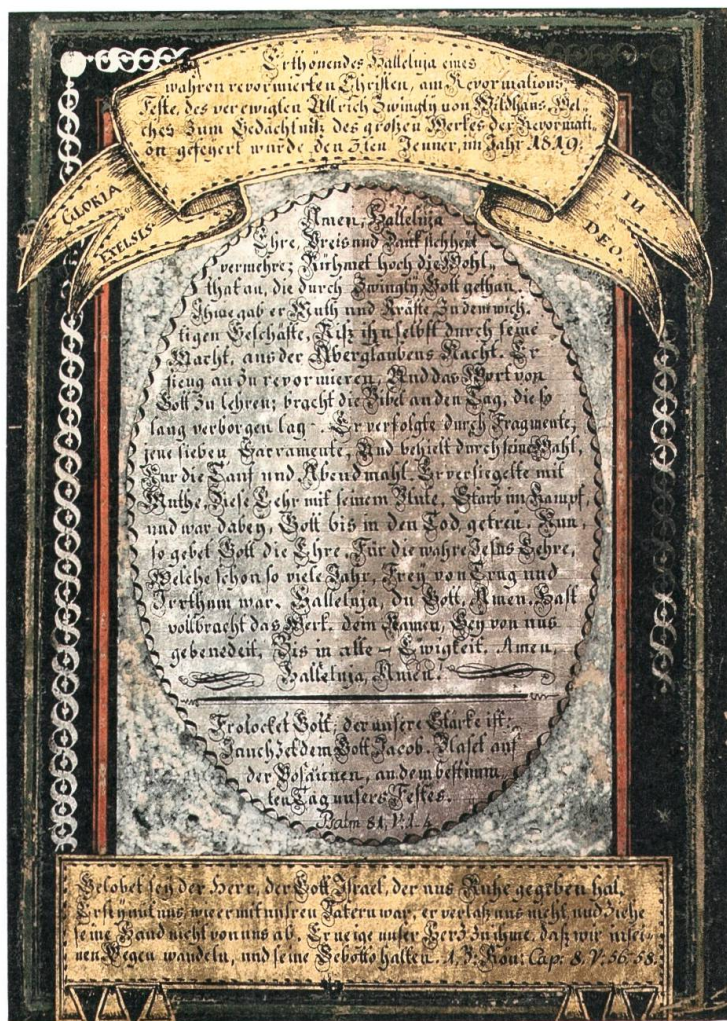 Erthönendes Halleluja eines
wahren revormierten Christen, am Revormations
Feste, des verewigten Ullrich Zwingly von Wildhaus. Wel„
ches Zum Gedächtniß des großen Werkes der Revormati„
on gefeyert wurde, den 3ten Jenner, im Jahr 1819.
GLORIA
EXELSIS
IN
DEO.
Amen, Halleluja
Ehre, Preis und Dank sich heut
vermehre; Rühmet hoch die Wohl„
that an, die durch Zwingly Gott gethan.
Ihme gab er Muth und Kräfte Zu dem wich„
tigen Geschäfte, Riß ihn selbst durch seine
Macht, aus der Aberglaubens Nacht. Er
fieng an zu revormieren, Und das Wort von
Gott zu lehren; bracht die Bibel an den Tag, die so
lang verborgen lag. Er verfolgte durch Fragmente,
jene sieben Sacramente, Und behielt durch seine Wahl,
Nur die Tauf und Abendmahl. Er versiegelte mit
Muthe, Diese Lehr mit seinem Blute, Starb im Kampf,
und war dabey, Gott bis in den Tod getreu. Nun,
so gebet Gott die Ehre, Für die wahre Jesus Lehre,
Welche schon so viele Jahr, Frey von Trug und
Irrthum war. Halleluja, du Gott, Amen. Hast
vollbracht das Werk. dem Namen, Sey von uns
gebenedeit, Bis in alle – Ewigkeit. Amen,
Halleluja, Amen.
Frolocket Gott, der unsere Stärke ist;
Jauchzet dem Gott Jacob. Blaset auf
der Posaunen, an dem bestimm„
ten Tag unsers Festes.
Psalm 81, V: 1. 4.
Gelobet sey der Herr, der Gott Israel, der uns Ruhe gegeben hat.
Er sey mit uns, wie er mit unsren Vatern war, er verlaß uns nicht, und Ziehe
seine Hand nicht von uns ab. Er neige unser Herz Zu ihme, daß wir in sei„
nen Wegen wandeln, und seine Gebotte halten. 1. B: Kön: Cap: 8, V: 56-58.